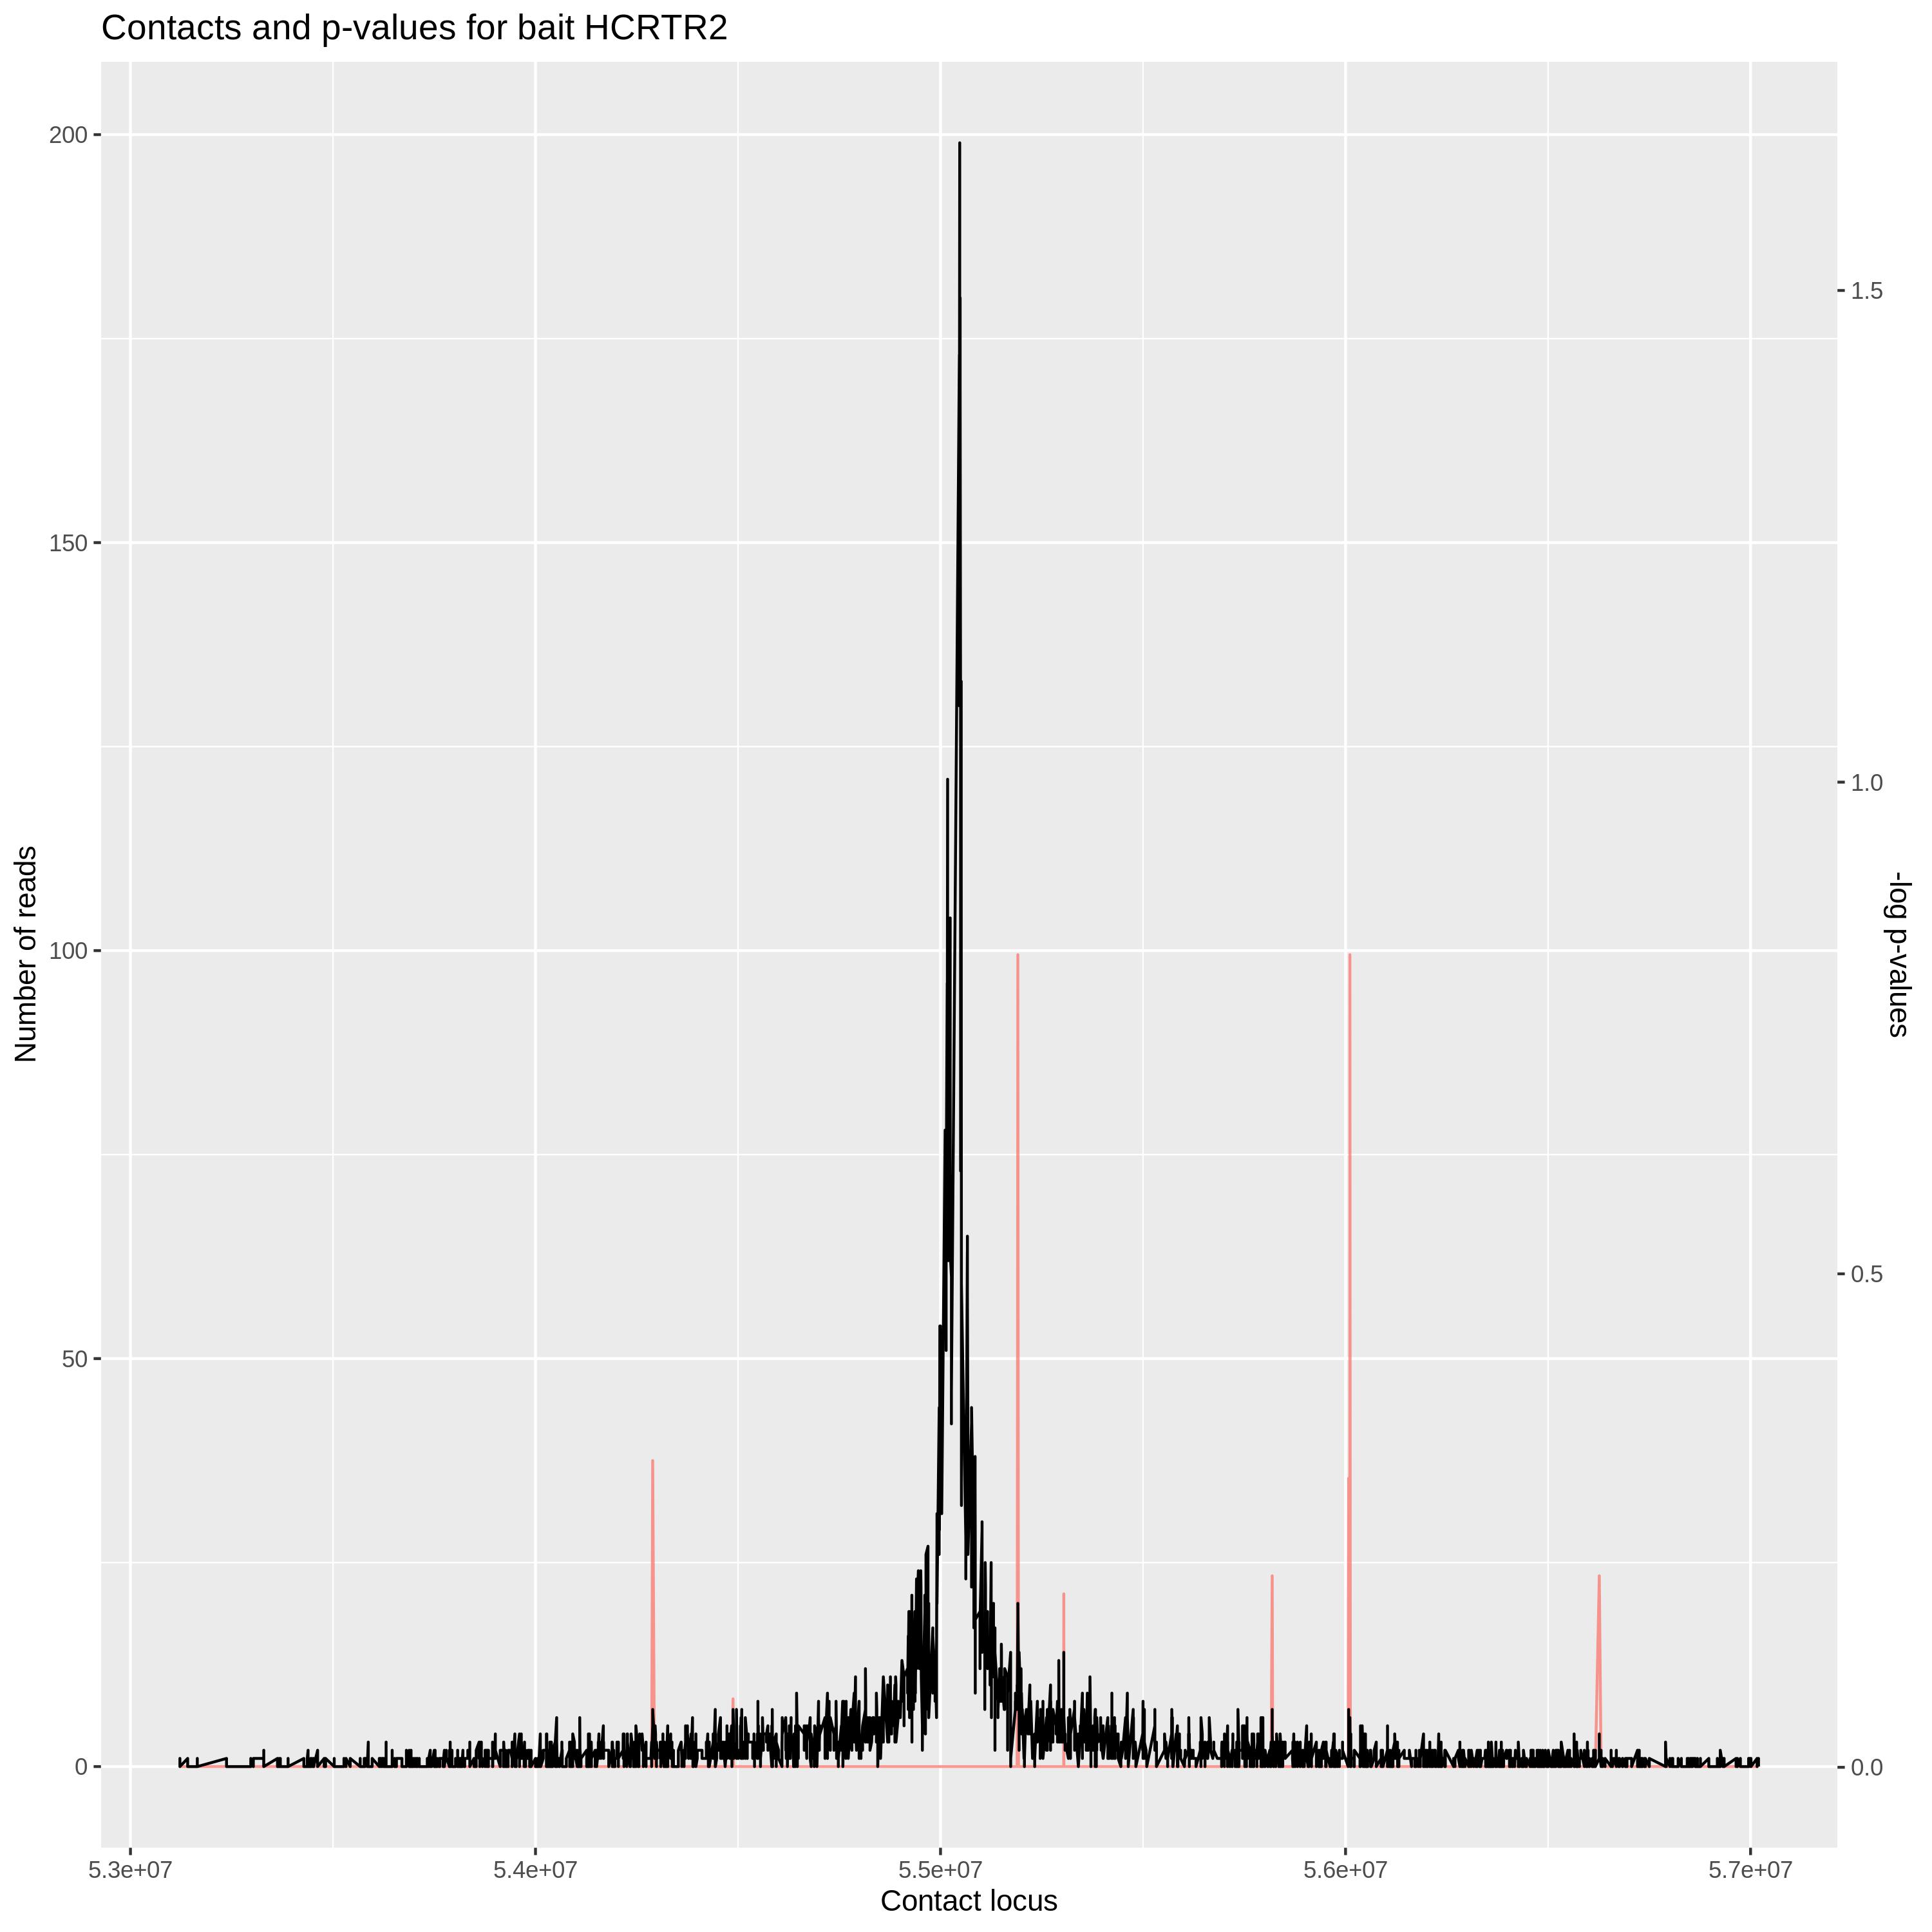 Contacts and p-values for bait HCRTR2
200
150
100
50
0
Number of reads
1.5
1.0
0.5
0.0
-log p-values
5.3e+07
5.4e+07
5.5e+07
5.6e+07
5.7e+07
Contact locus